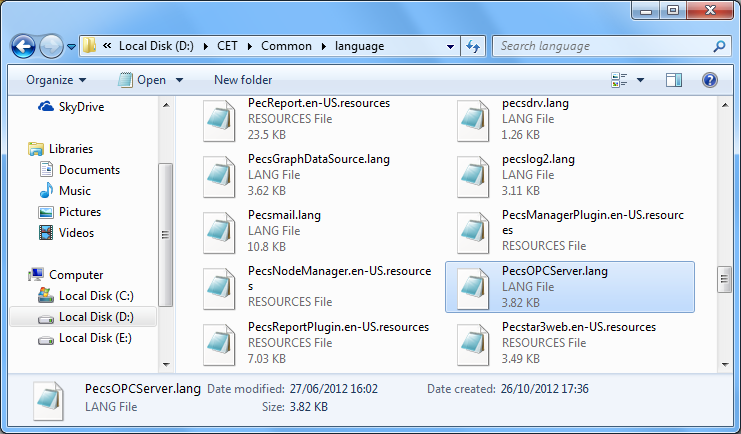 « Local Disk (D:) ▸ CET ▸ Common ▸ language
Search language
Organize
Open
New folder
SkyDrive
Libraries
Documents
Music
Pictures
Videos
Computer
Local Disk (C:)
Local Disk (D:)
Local Disk (E:)
PecReport.en-US.resources
RESOURCES File
23.5 KB
pecsdrv.lang
LANG File
1.26 KB
PecsGraphDataSource.lang
LANG File
3.62 KB
pecslog2.lang
LANG File
3.11 KB
Pecsmail.lang
LANG File
10.8 KB
PecsManagerPlugin.en-US.resourc
es
RESOURCES File
PecsNodeManager.en-US.resource
s
RESOURCES File
PecsOPCServer.lang
LANG File
3.82 KB
PecsReportPlugin.en-US.resources
RESOURCES File
7.03 KB
Pecstar3web.en-US.resources
RESOURCES File
3.49 KB
PecsOPCServer.lang Date modified: 27/06/2012 16:02 Date created: 26/10/2012 17:36
LANG File Size: 3.82 KB